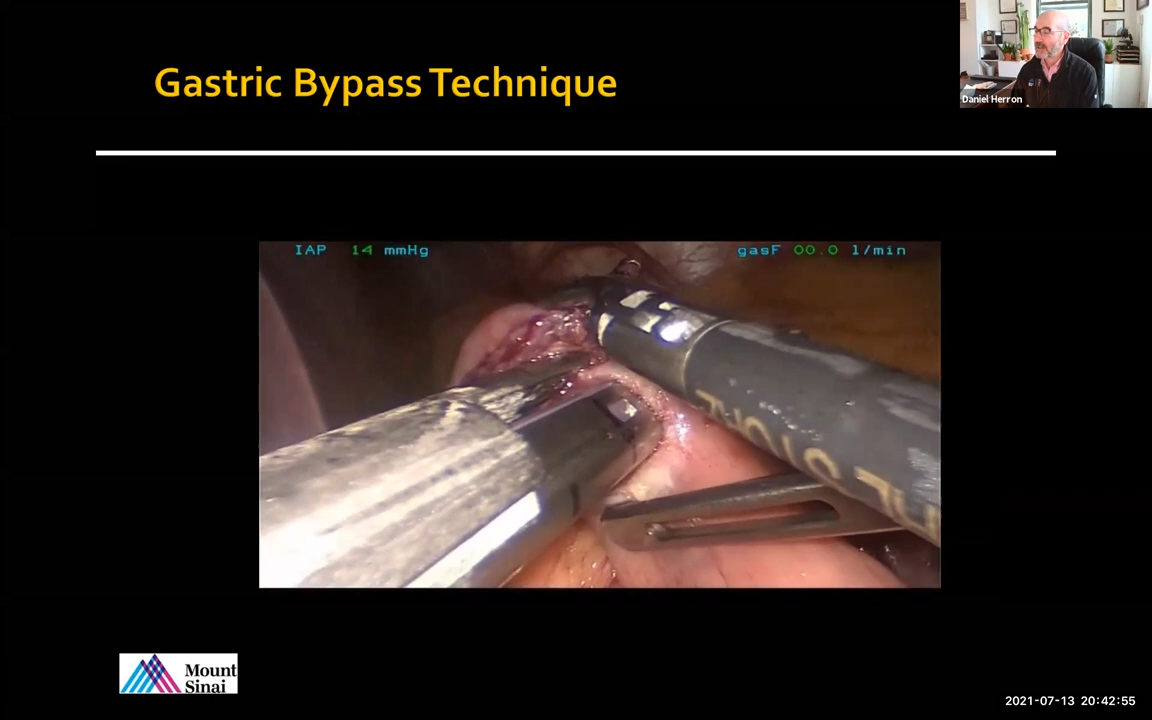 Gastric Bypass Technique
Daniel Herron
IAP 14 mmHg
gasF 00.0 l/min
Mount
Sinai
2021-07-13 20:42:55